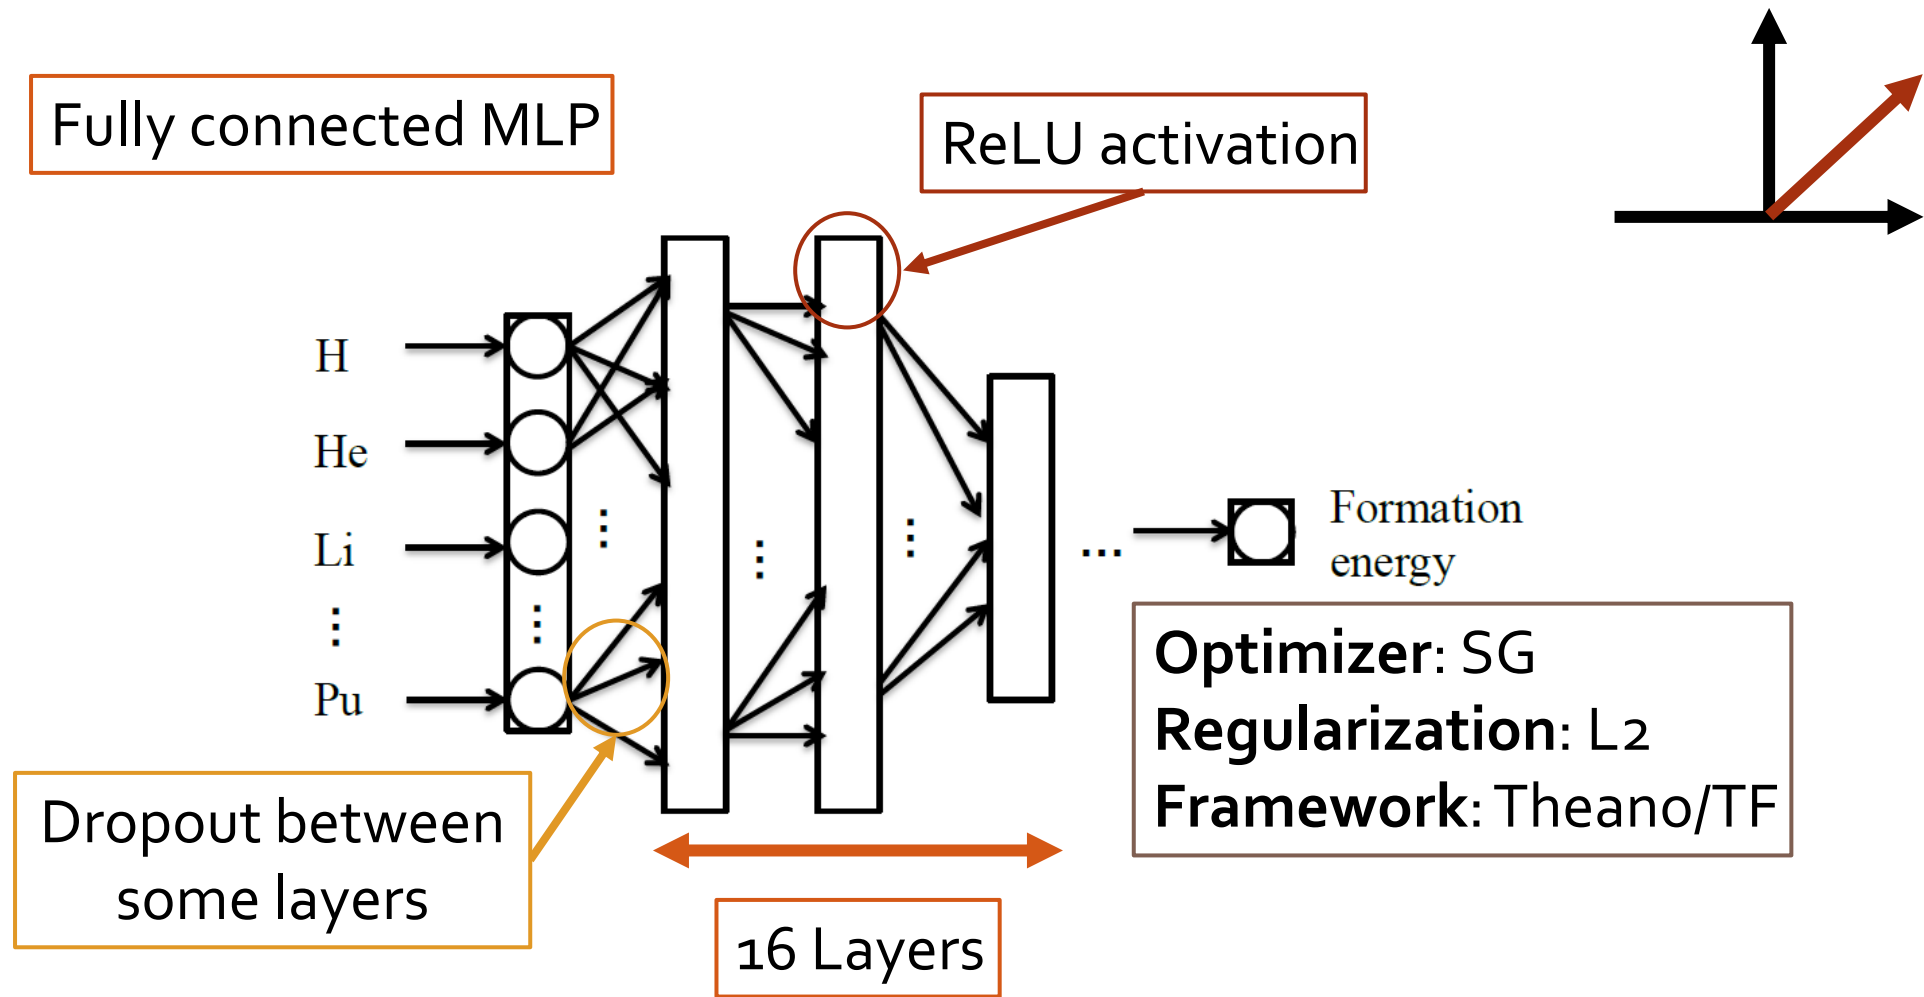 Fully connected MLP
ReLU activation
H
He
Li
⋮
Pu
⋮
⋮
⋮
⋮
...
Formation
energy
Optimizer: SG
Regularization: L2
Framework: Theano/TF
Dropout between
some layers
16 Layers